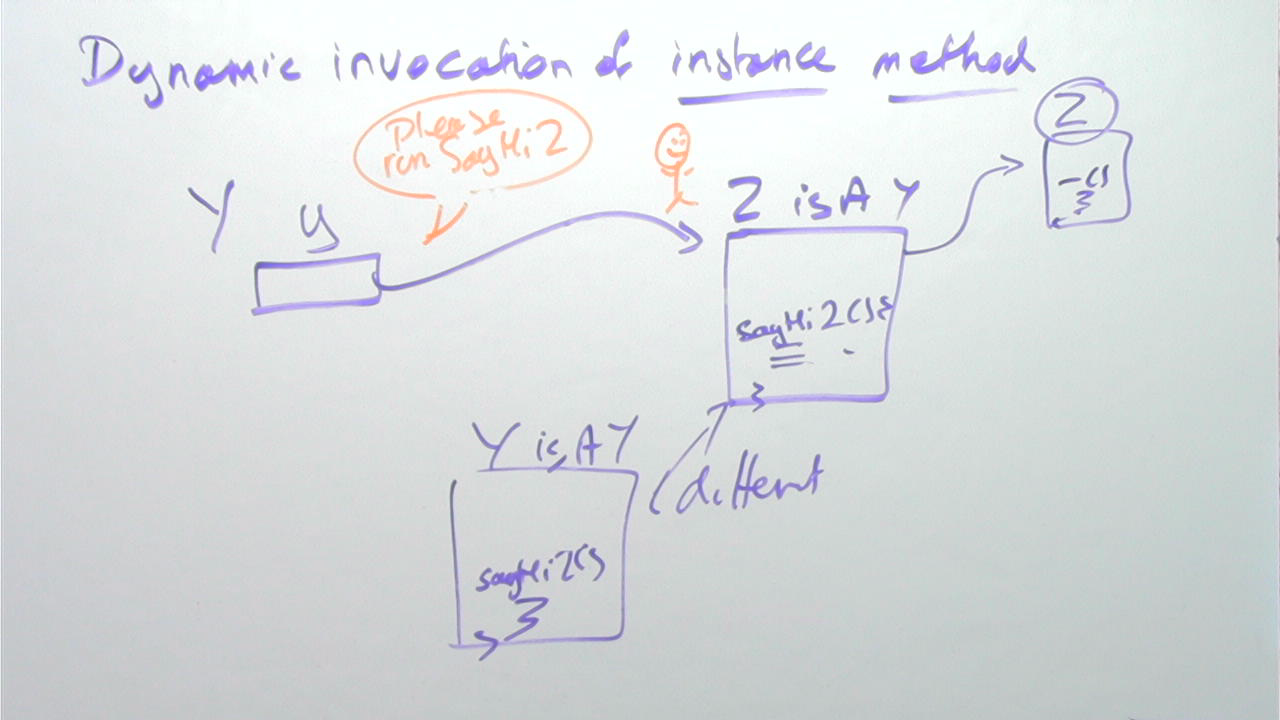 Dynamic invocation of instance method
Please
run SayHi2
Z
Y y
Z isA Y
sayHi2(){
}
Y isA Y
different
sayHi2()
}